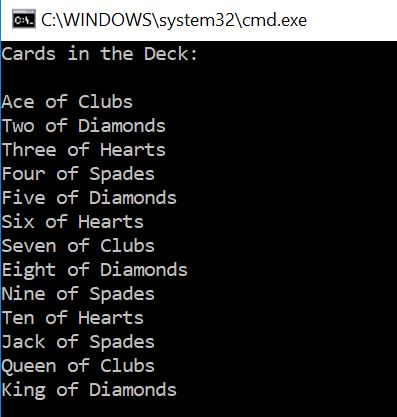 C:\WINDOWS\system32\cmd.exe
Cards in the Deck:
Ace of Clubs
Two of Diamonds
Three of Hearts
Four of Spades
Five of Diamonds
Six of Hearts
Seven of Clubs
Eight of Diamonds
Nine of Spades
Ten of Hearts
Jack of Spades
Queen of Clubs
King of Diamonds